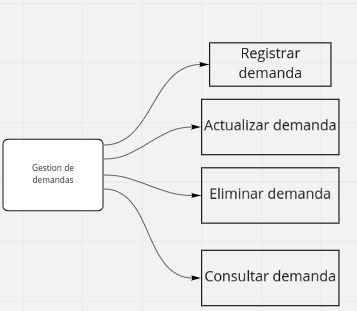 Registrar
demanda
Actualizar demanda
Gestion de
demandas
Eliminar demanda
Consultar demanda